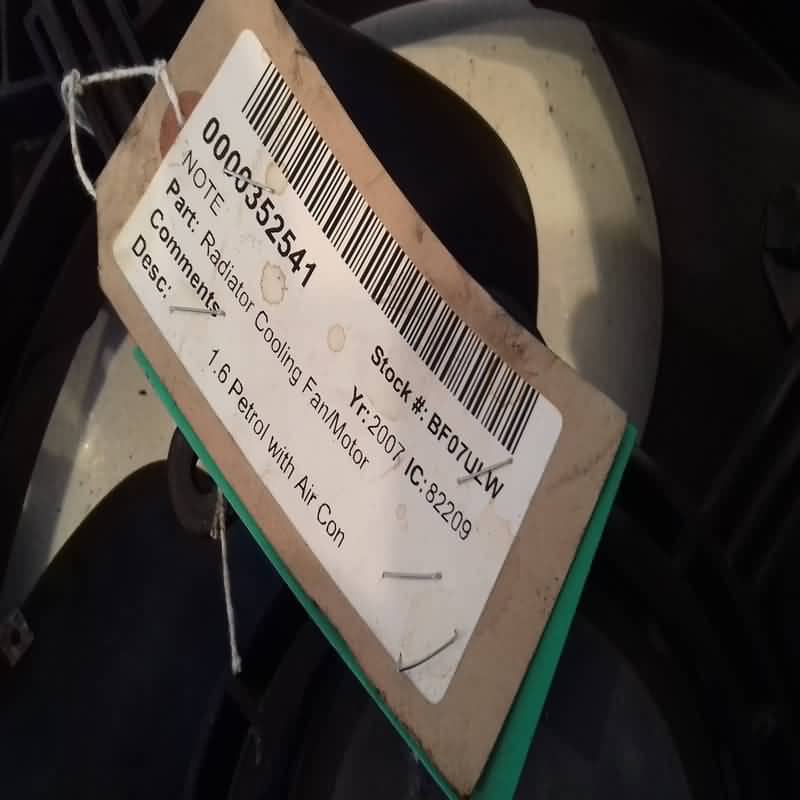 0000352541
NOTE
Stock #: BF07ULW
Part: Radiator Cooling Fan/Motor
Yr: 2007 IC: 82209
Comments
Desc:
1.6 Petrol with Air Con